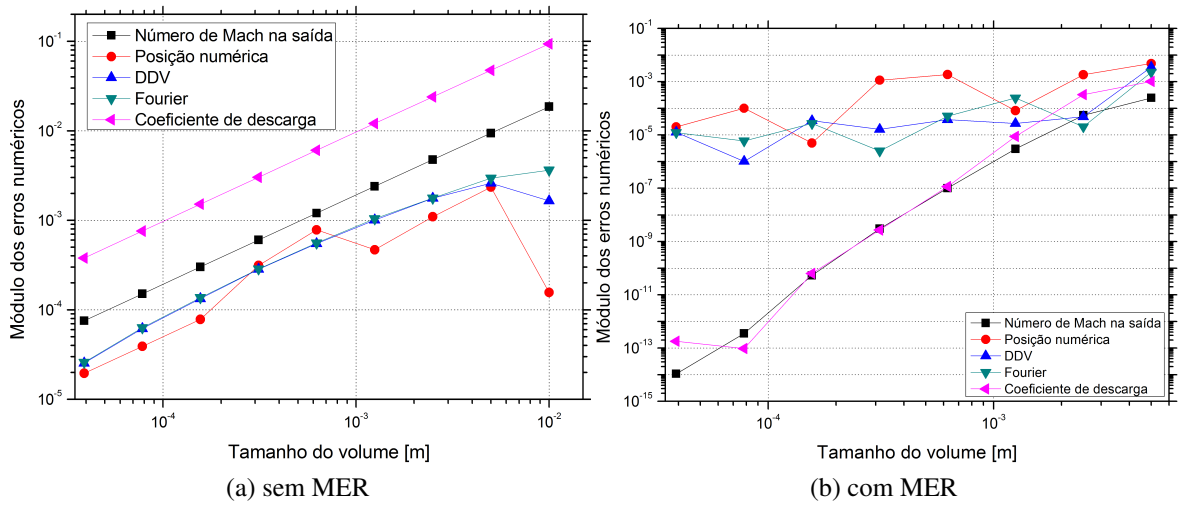 Módulo dos erros numéricos
10⁻¹
10⁻²
10⁻³
10⁻⁴
10⁻⁵
Número de Mach na saída
Posição numérica
DDV
Fourier
Coeficiente de descarga
10⁻⁴
10⁻³
10⁻²
Tamanho do volume [m]
(a) sem MER
Módulo dos erros numéricos
10⁻¹
10⁻³
10⁻⁵
10⁻⁷
10⁻⁹
10⁻¹¹
10⁻¹³
10⁻¹⁵
Número de Mach na saída
Posição numérica
DDV
Fourier
Coeficiente de descarga
10⁻⁴
10⁻³
Tamanho do volume [m]
(b) com MER